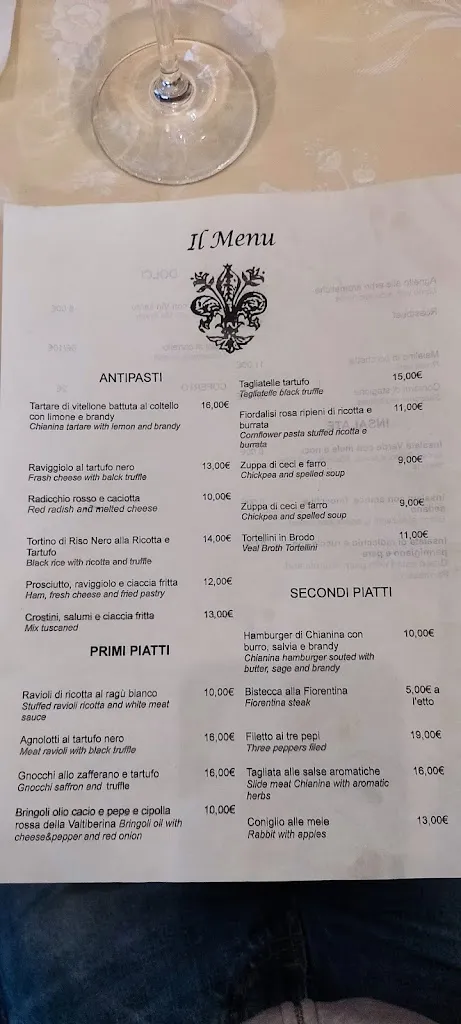 Il Menu
ANTIPASTI
Tartare di vitellone battuta al coltello 16,00€
con limone e brandy
Chianina tartare with lemon and brandy
Raviggiolo al tartufo nero 13,00€
Frash cheese with balck truffle
Radicchio rosso e caciotta 10,00€
Red radish and melted cheese
Tortino di Riso Nero alla Ricotta e 14,00€
Tartufo
Black rice with ricotta and truffle
Prosciutto, raviggiolo e ciaccia fritta 12,00€
Ham, fresh cheese and fried pastry
Crostini, salumi e ciaccia fritta 13,00€
Mix tuscaned
PRIMI PIATTI
Ravioli di ricotta al ragù bianco 10,00€
Stuffed ravioli ricotta and white meat
sauce
Agnolotti al tartufo nero 16,00€
Meat ravioli with black truffle
Gnocchi allo zafferano e tartufo 16,00€
Gnocchi saffron and truffle
Bringoli olio cacio e pepe e cipolla 10,00€
rossa della Valtiberina Bringoli oil with
cheese&pepper and red onion
Tagliatelle tartufo 15,00€
Tagliatelle black truffle
Fiordalisi rosa ripieni di ricotta e 11,00€
burrata
Cornflower pasta stuffed ricotta e
burrata
Zuppa di ceci e farro 9,00€
Chickpea and spelled soup
Zuppa di ceci e farro 9,00€
Chickpea and spelled soup
Tortellini in Brodo 11,00€
Veal Broth Tortellini
SECONDI PIATTI
Hamburger di Chianina con 10,00€
burro, salvia e brandy
Chianina hamburger souted with
butter, sage and brandy
Bistecca alla Fiorentina 5,00€ a
Fiorentina steak l'etto
Filetto ai tre pepi 19,00€
Three peppers filed
Tagliata alle salse aromatiche 16,00€
Slide meat Chianina with aromatic
herbs
Coniglio alle mele 13,00€
Rabbit with apples